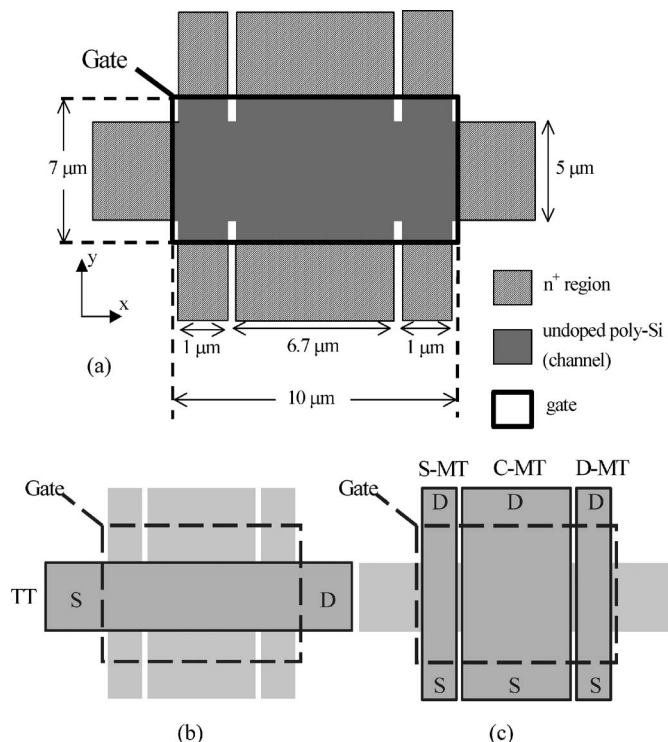 Gate
7 µm
5 µm
y
x
n+ region
1 µm
6.7 µm
1 µm
undoped poly-Si
(channel)
(a)
10 µm
gate
S-MT
C-MT
D-MT
Gate
Gate
D
D
D
TT
S
D
S
S
S
(b)
(c)